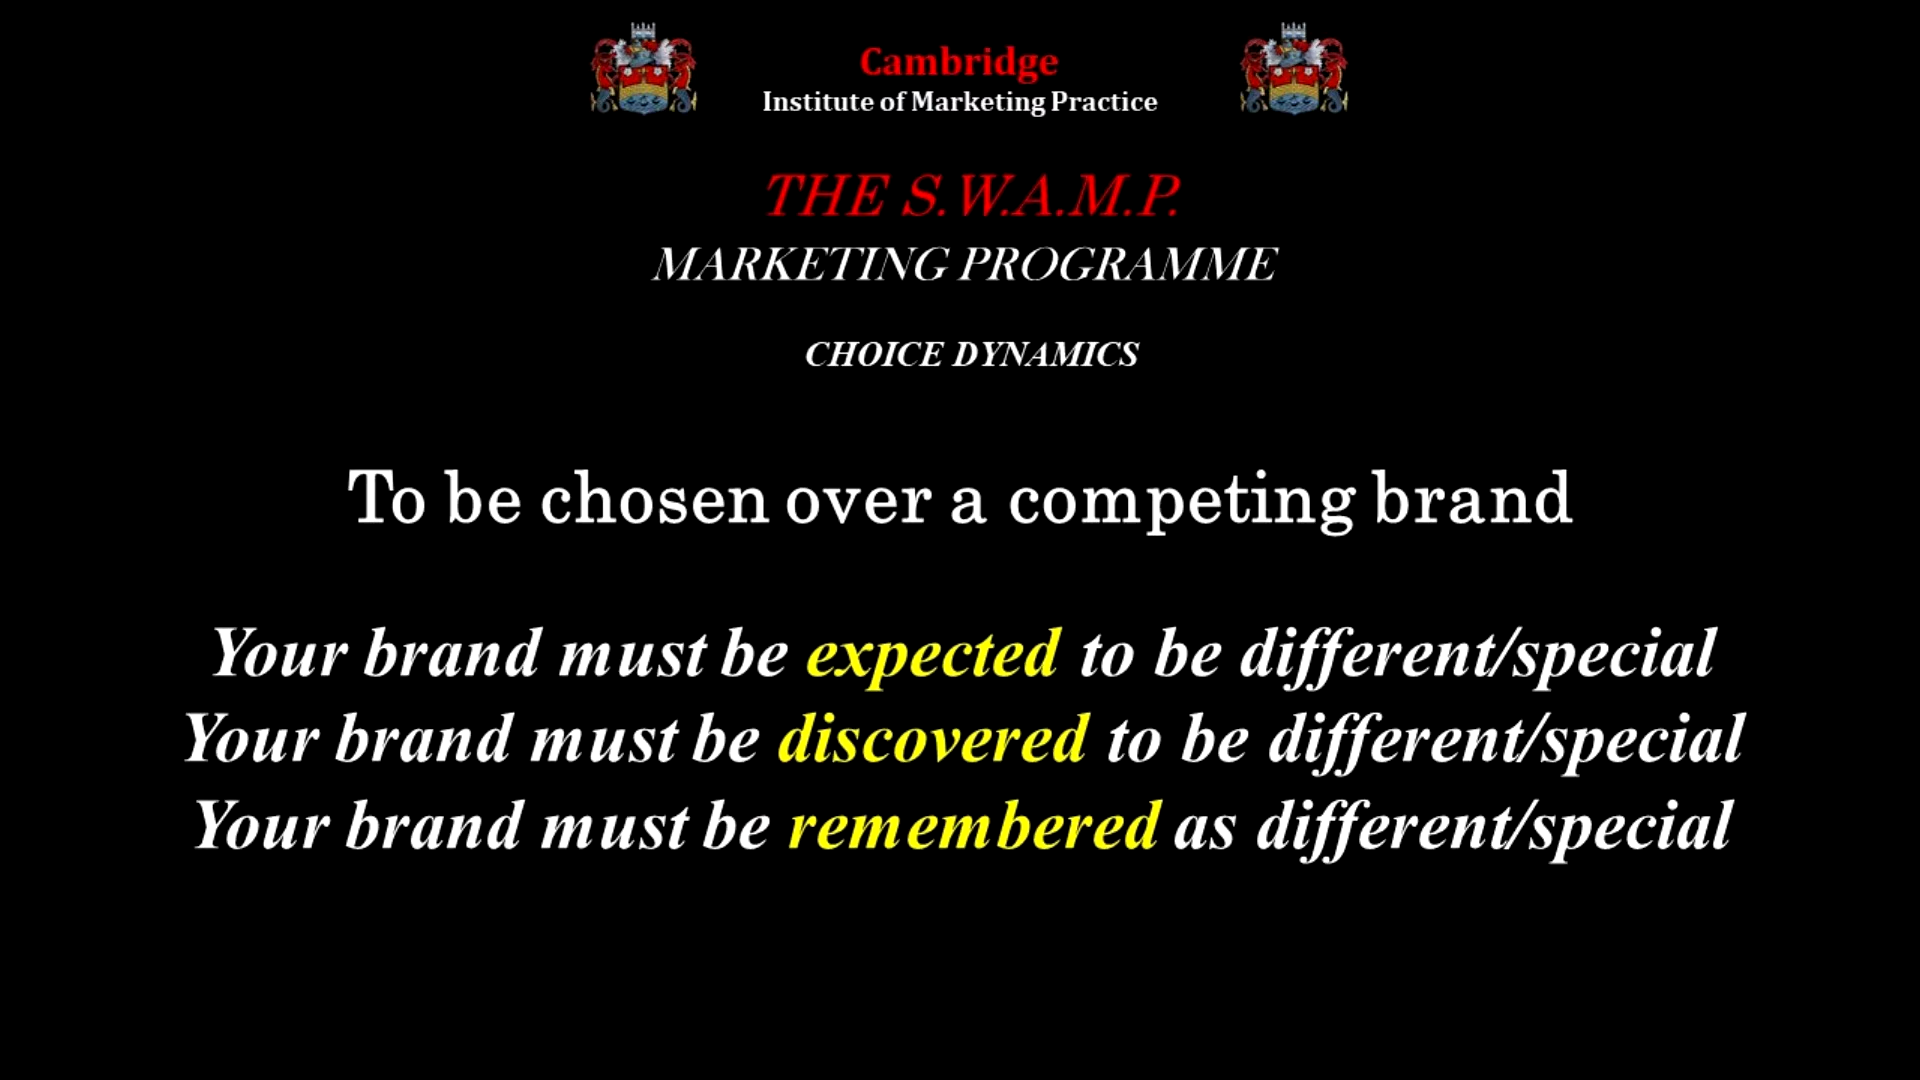 Cambridge
Institute of Marketing Practice
THE S.W.A.M.P.
MARKETING PROGRAMME
CHOICE DYNAMICS
To be chosen over a competing brand
Your brand must be expected to be different/special
Your brand must be discovered to be different/special
Your brand must be remembered as different/special